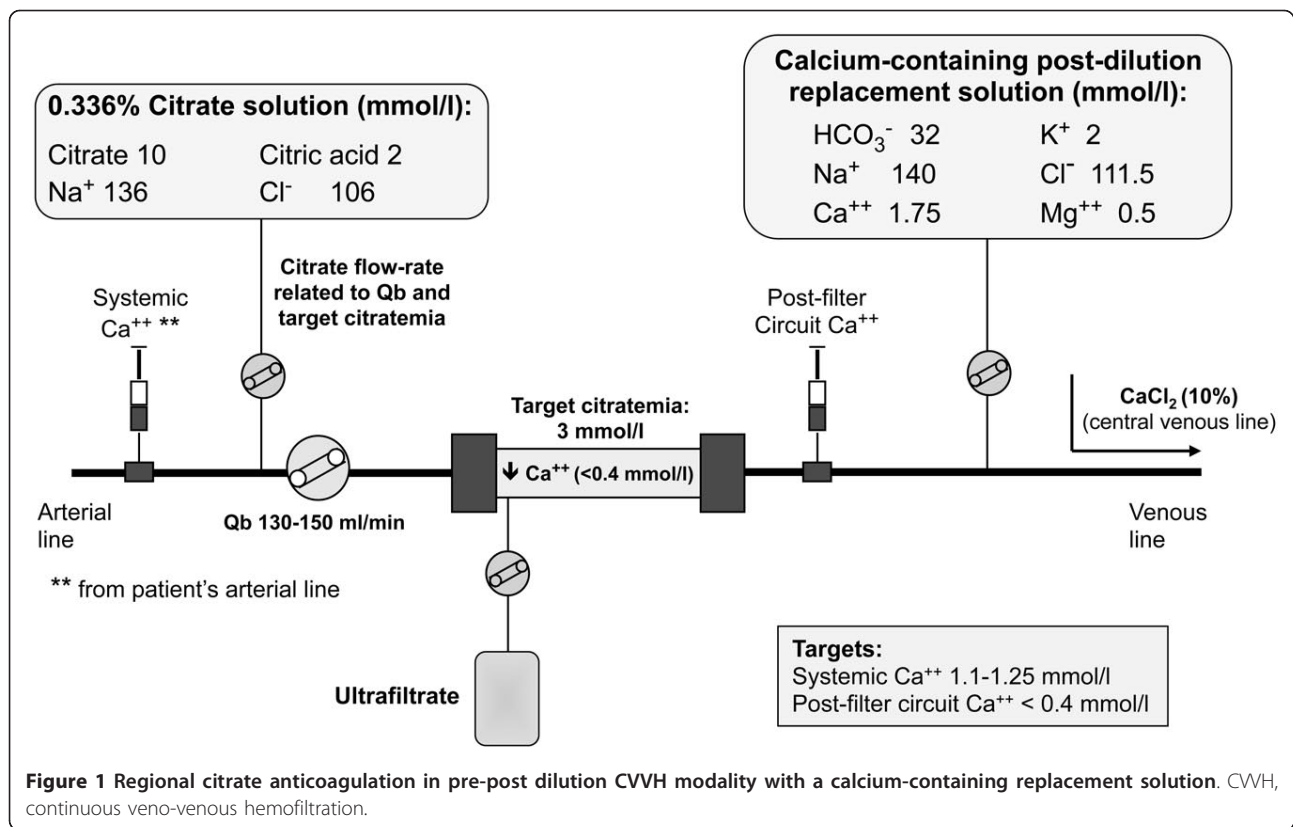 0.336% Citrate solution (mmol/l):
Citrate 10 Citric acid 2
Na⁺ 136 Cl⁻ 106
Calcium-containing post-dilution
replacement solution (mmol/l):
HCO₃⁻ 32 K⁺ 2
Na⁺ 140 Cl⁻ 111.5
Ca⁺⁺ 1.75 Mg⁺⁺ 0.5
Systemic
Ca⁺⁺ **
Citrate flow-rate
related to Qb and
target citratemia
Post-filter
Circuit Ca⁺⁺
Target citratemia:
3 mmol/l
CaCl₂ (10%)
(central venous line)
↓ Ca⁺⁺ (<0.4 mmol/l)
Arterial
line
Qb 130-150 ml/min
Venous
line
** from patient's arterial line
Ultrafiltrate
Targets:
Systemic Ca⁺⁺ 1.1-1.25 mmol/l
Post-filter circuit Ca⁺⁺ < 0.4 mmol/l
Figure 1 Regional citrate anticoagulation in pre-post dilution CVVH modality with a calcium-containing replacement solution. CVVH,
continuous veno-venous hemofiltration.